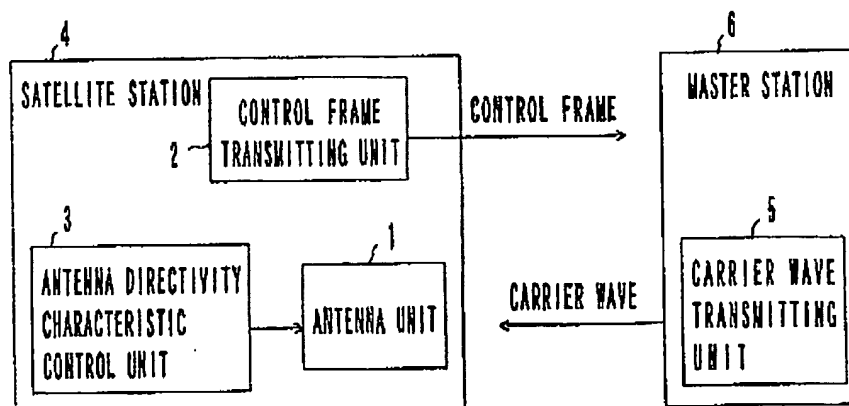 4
6
SATELLITE STATION
MASTER STATION
CONTROL FRAME
TRANSMITTING UNIT
2
CONTROL FRAME
3
1
5
ANTENNA DIRECTIVITY
CHARACTERISTIC
CONTROL UNIT
ANTENNA UNIT
CARRIER WAVE
CARRIER WAVE
TRANSMITTING
UNIT